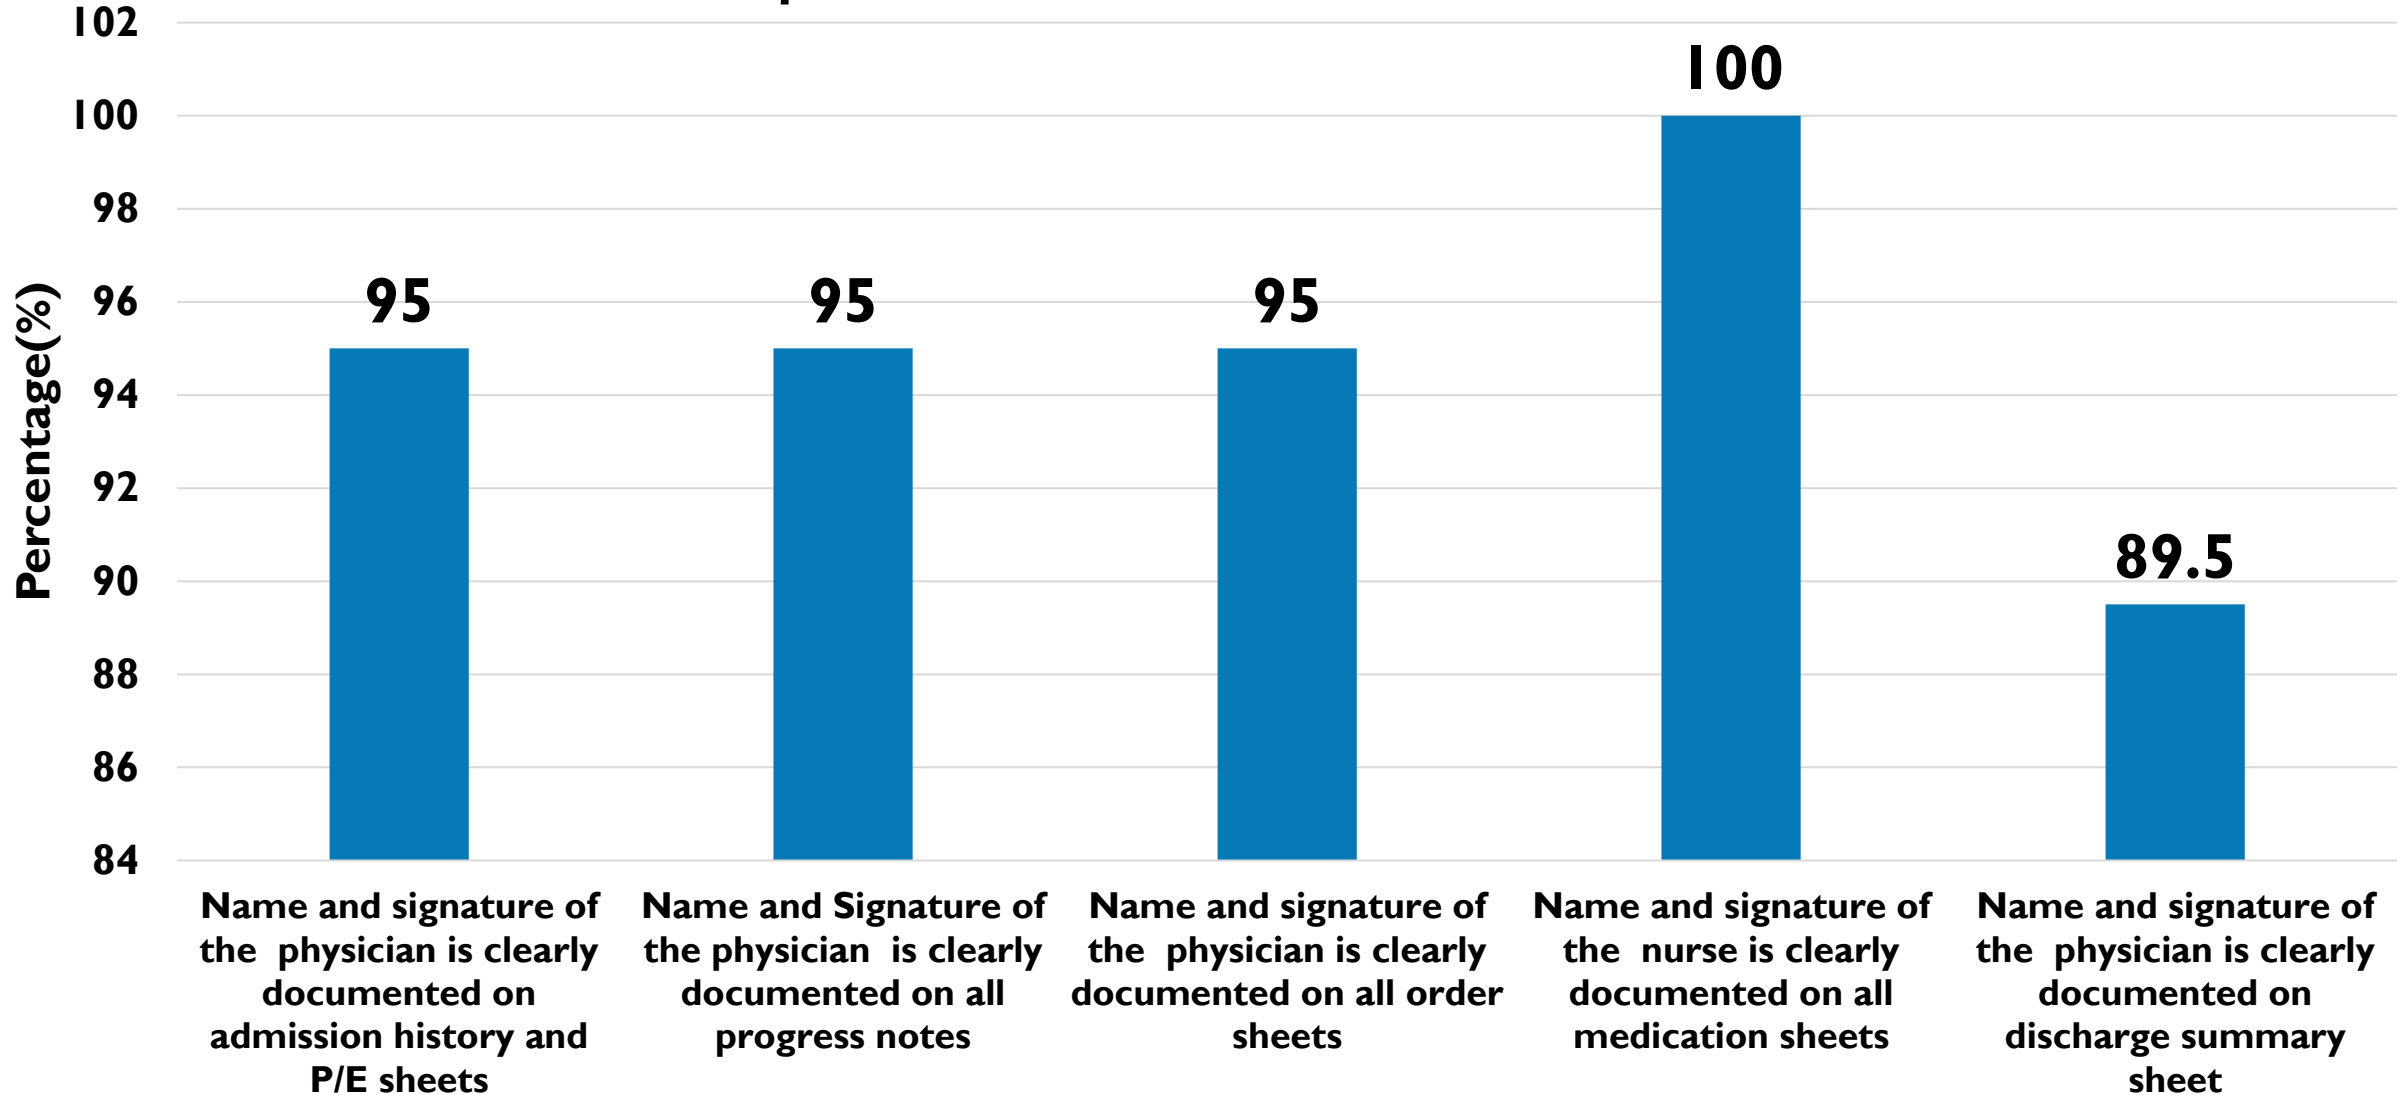 102
100
98
96
94
92
90
88
86
84
Percentage(%)
95
95
95
100
89.5
Name and signature of
the physician is clearly
documented on
admission history and
P/E sheets
Name and Signature of
the physician is clearly
documented on all
progress notes
Name and signature of
the physician is clearly
documented on all order
sheets
Name and signature of
the nurse is clearly
documented on all
medication sheets
Name and signature of
the physician is clearly
documented on
discharge summary
sheet